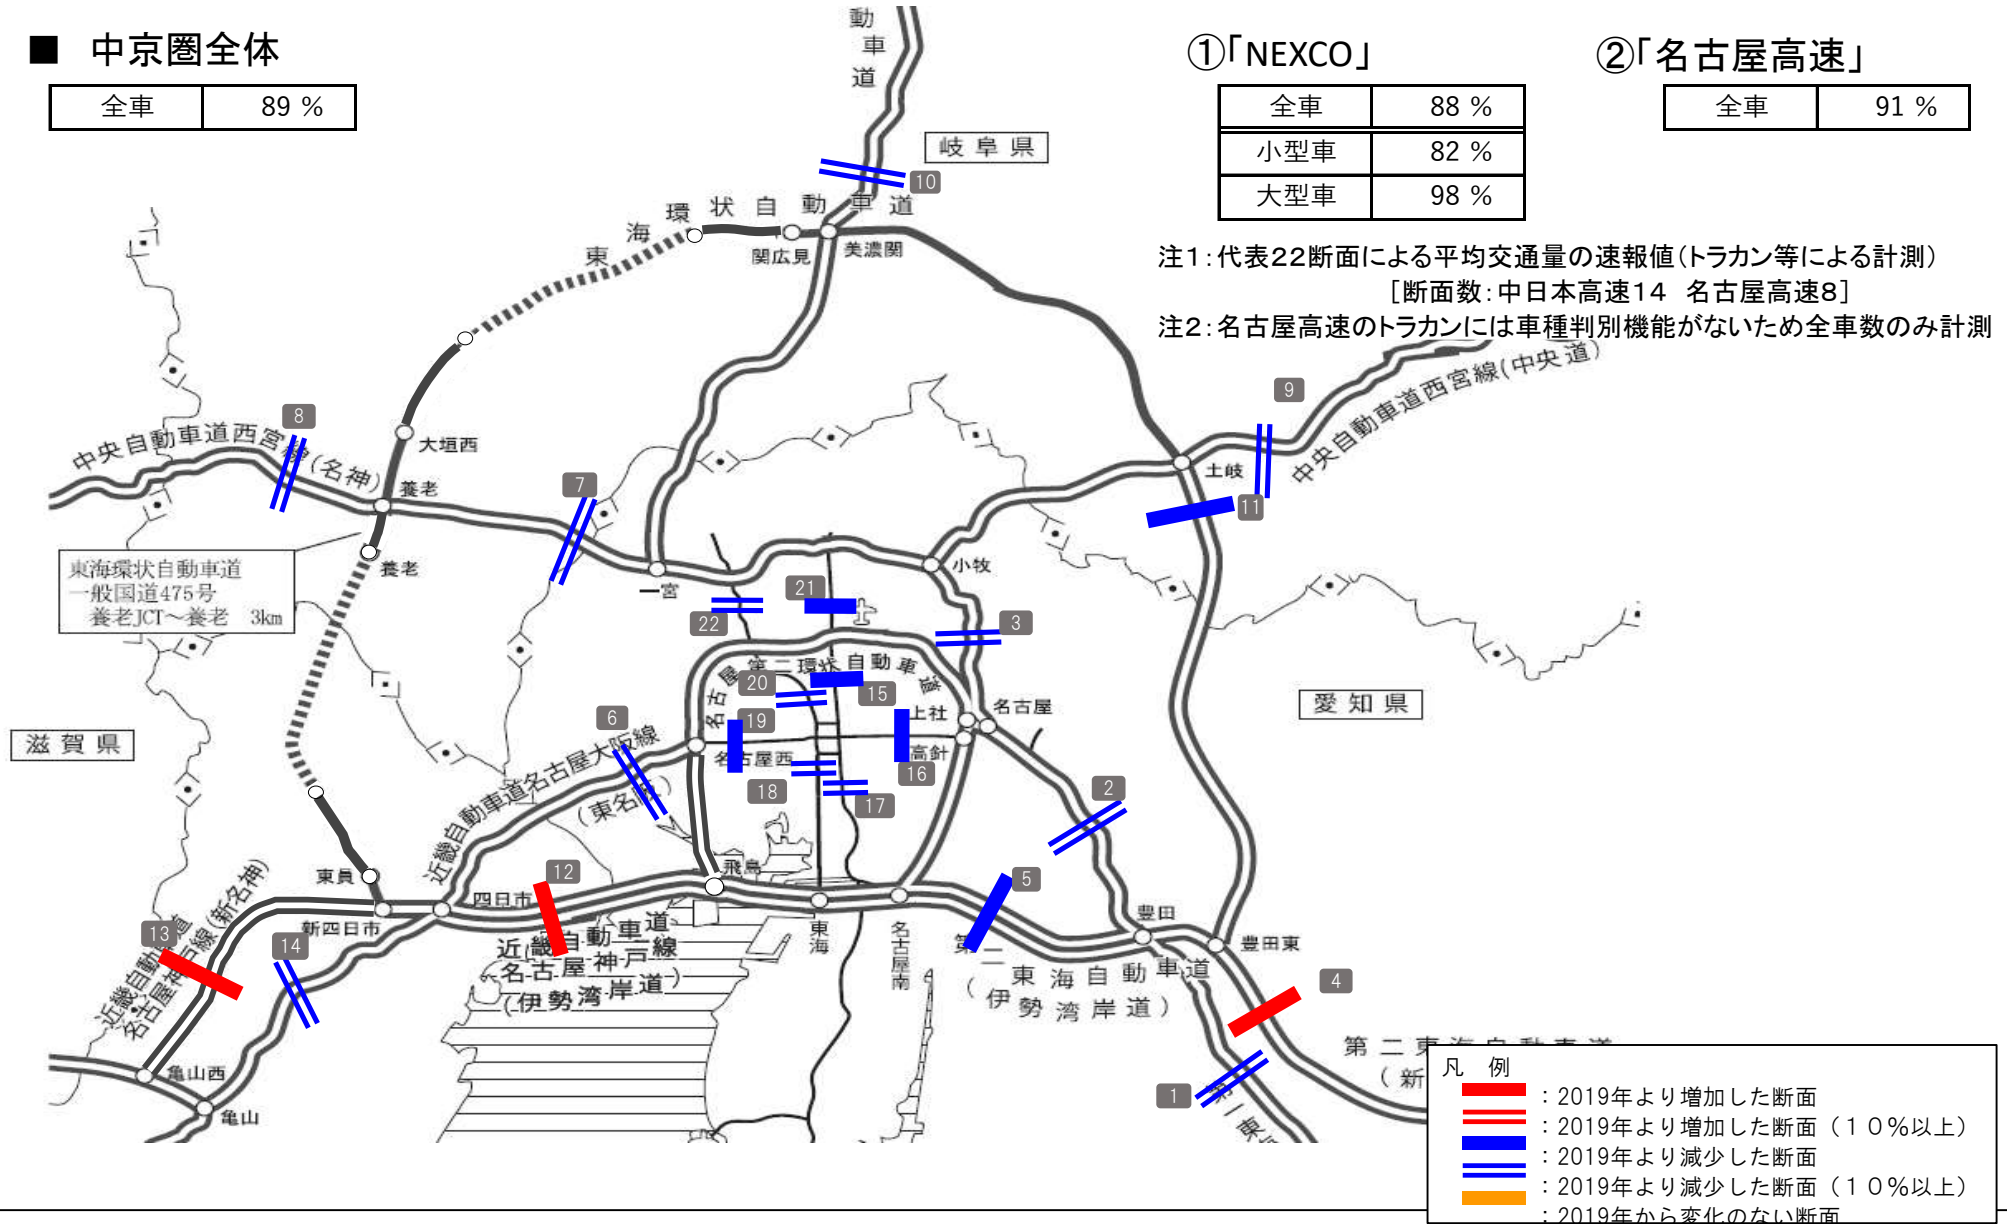 ■ 中京圏全体
全車 89 %
①「NEXCO」
全車 88 %
小型車 82 %
大型車 98 %
②「名古屋高速」
全車 91 %
注1:代表22断面による平均交通量の速報値(トラカン等による計測)
[断面数:中日本高速14 名古屋高速8]
注2:名古屋高速のトラカンには車種判別機能がないため全車数のみ計測
動車道
岐阜県
10
東海環状自動車道
関広見
美濃関
9
中央自動車道西宮線(中央道)
8
中央自動車道西宮線(名神)
大垣西
養老
7
土岐
11
養老
東海環状自動車道
一般国道475号
養老JCT～養老 3km
一宮
小牧
21
22
3
名古屋第二環状自動車道
20
15
19
上社
名古屋
愛知県
滋賀県
6
近畿自動車道名古屋大阪線
(東名阪)
名古屋西
高針
16
18
17
2
飛島
12
東員
四日市
5
新四日市
東海
名古屋南
豊田
豊田東
13
14
近畿自動車道
名古屋神戸線(新名神)
近畿自動車道
名古屋神戸線
(伊勢湾岸道)
第二東海自動車道
(伊勢湾岸道)
4
亀山西
亀山
1
第一東
第二東海自動車道
(新
凡 例
:2019年より増加した断面
:2019年より増加した断面(10%以上)
:2019年より減少した断面
:2019年より減少した断面(10%以上)
:2019年から変化のない断面